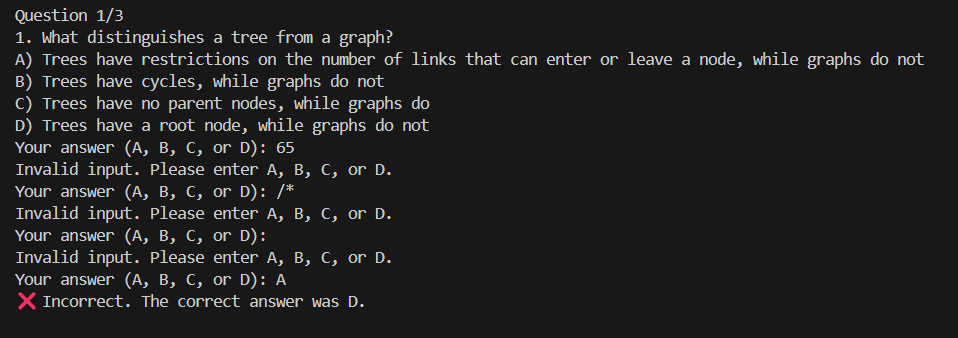 Question 1/3
1. What distinguishes a tree from a graph?
A) Trees have restrictions on the number of links that can enter or leave a node, while graphs do not
B) Trees have cycles, while graphs do not
C) Trees have no parent nodes, while graphs do
D) Trees have a root node, while graphs do not
Your answer (A, B, C, or D): 65
Invalid input. Please enter A, B, C, or D.
Your answer (A, B, C, or D): /*
Invalid input. Please enter A, B, C, or D.
Your answer (A, B, C, or D):
Invalid input. Please enter A, B, C, or D.
Your answer (A, B, C, or D): A
❌ Incorrect. The correct answer was D.